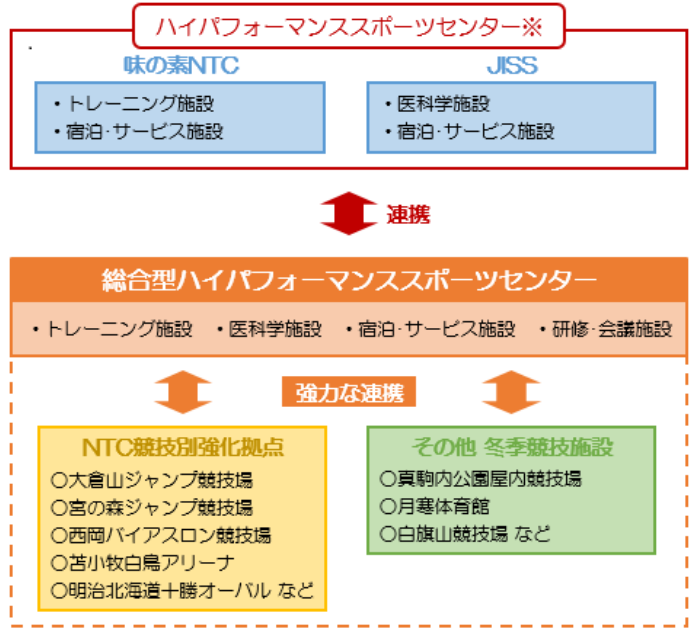 ハイパフォーマンススポーツセンター※
味の素NTC
・トレーニング施設
・宿泊・サービス施設
JISS
・医科学施設
・宿泊・サービス施設
連携
総合型ハイパフォーマンススポーツセンター
・トレーニング施設 ・医科学施設 ・宿泊・サービス施設 ・研修・会議施設
強力な連携
NTC競技別強化拠点
〇大倉山ジャンプ競技場
〇宮の森ジャンプ競技場
〇西岡バイアスロン競技場
〇苫小牧白鳥アリーナ
〇明治北海道十勝オーバル など
その他 冬季競技施設
〇真駒内公園屋内競技場
〇月寒体育館
〇白旗山競技場 など